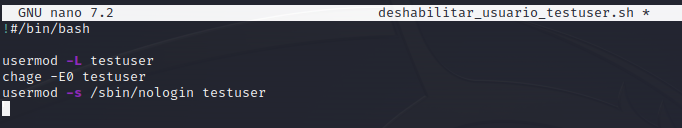 GNU nano 7.2 deshabilitar_usuario_testuser.sh *
!#/bin/bash
usermod -L testuser
chage -E0 testuser
usermod -s /sbin/nologin testuser